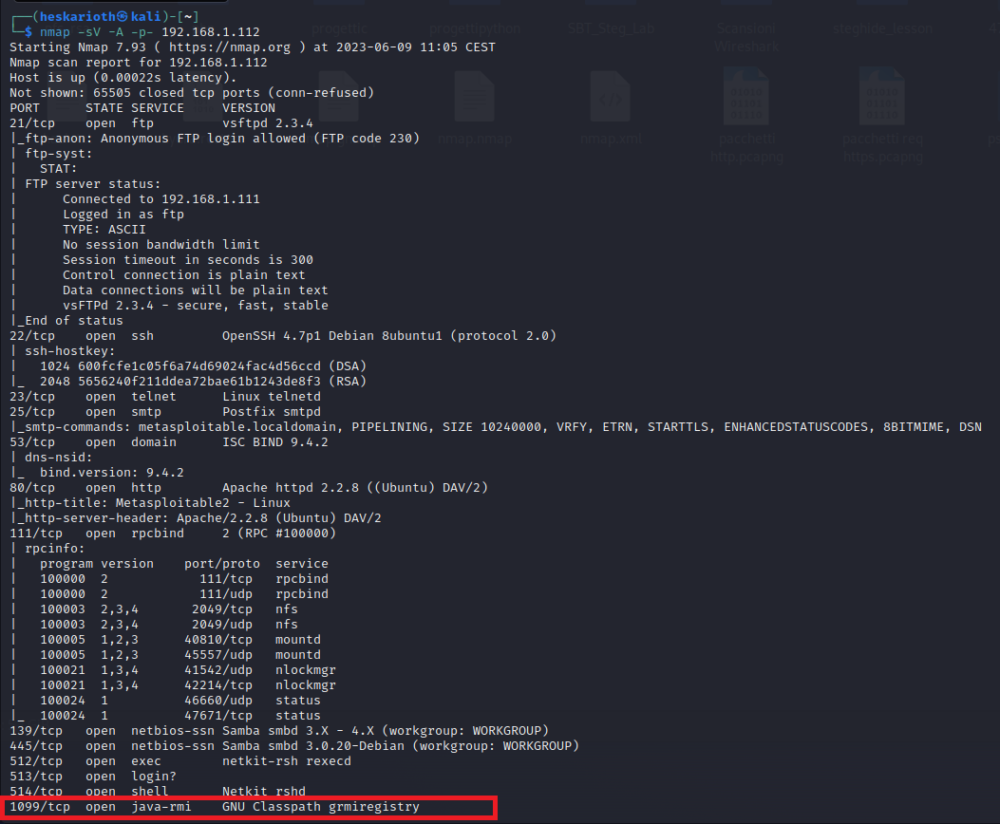 (heskarioth㉿kali)-[~]
$ nmap -sV -A -p- 192.168.1.112
Starting Nmap 7.93 ( https://nmap.org ) at 2023-06-09 11:05 CEST
Nmap scan report for 192.168.1.112
Host is up (0.00022s latency).
Not shown: 65505 closed tcp ports (conn-refused)
PORT     STATE SERVICE     VERSION
21/tcp   open  ftp         vsftpd 2.3.4
|_ftp-anon: Anonymous FTP login allowed (FTP code 230)
| ftp-syst:
|   STAT:
| FTP server status:
|      Connected to 192.168.1.111
|      Logged in as ftp
|      TYPE: ASCII
|      No session bandwidth limit
|      Session timeout in seconds is 300
|      Control connection is plain text
|      Data connections will be plain text
|      vsFTPd 2.3.4 - secure, fast, stable
|_End of status
22/tcp   open  ssh         OpenSSH 4.7p1 Debian 8ubuntu1 (protocol 2.0)
| ssh-hostkey:
|   1024 600fcfe1c05f6a74d69024fac4d56ccd (DSA)
|_  2048 5656240f211ddea72bae61b1243de8f3 (RSA)
23/tcp   open  telnet      Linux telnetd
25/tcp   open  smtp        Postfix smtpd
|_smtp-commands: metasploitable.localdomain, PIPELINING, SIZE 10240000, VRFY, ETRN, STARTTLS, ENHANCEDSTATUSCODES, 8BITMIME, DSN
53/tcp   open  domain      ISC BIND 9.4.2
| dns-nsid:
|_  bind.version: 9.4.2
80/tcp   open  http        Apache httpd 2.2.8 ((Ubuntu) DAV/2)
|_http-title: Metasploitable2 - Linux
|_http-server-header: Apache/2.2.8 (Ubuntu) DAV/2
111/tcp  open  rpcbind     2 (RPC #100000)
| rpcinfo:
|   program version    port/proto  service
|   100000  2            111/tcp   rpcbind
|   100000  2            111/udp   rpcbind
|   100003  2,3,4       2049/tcp   nfs
|   100003  2,3,4       2049/udp   nfs
|   100005  1,2,3      40810/tcp   mountd
|   100005  1,2,3      45557/udp   mountd
|   100021  1,3,4      41542/udp   nlockmgr
|   100021  1,3,4      42214/tcp   nlockmgr
|   100024  1          46660/udp   status
|_  100024  1          47671/tcp   status
139/tcp  open  netbios-ssn Samba smbd 3.X - 4.X (workgroup: WORKGROUP)
445/tcp  open  netbios-ssn Samba smbd 3.0.20-Debian (workgroup: WORKGROUP)
512/tcp  open  exec        netkit-rsh rexecd
513/tcp  open  login?
514/tcp  open  shell       Netkit rshd
1099/tcp open  java-rmi    GNU Classpath grmiregistry
progettipython
SBT_Steg_Lab
Scansioni
Wireshark
steghide_lesson
nmap.nmap
nmap.xml
pacchetti
http.pcapng
pacchetti req
https.pcapng